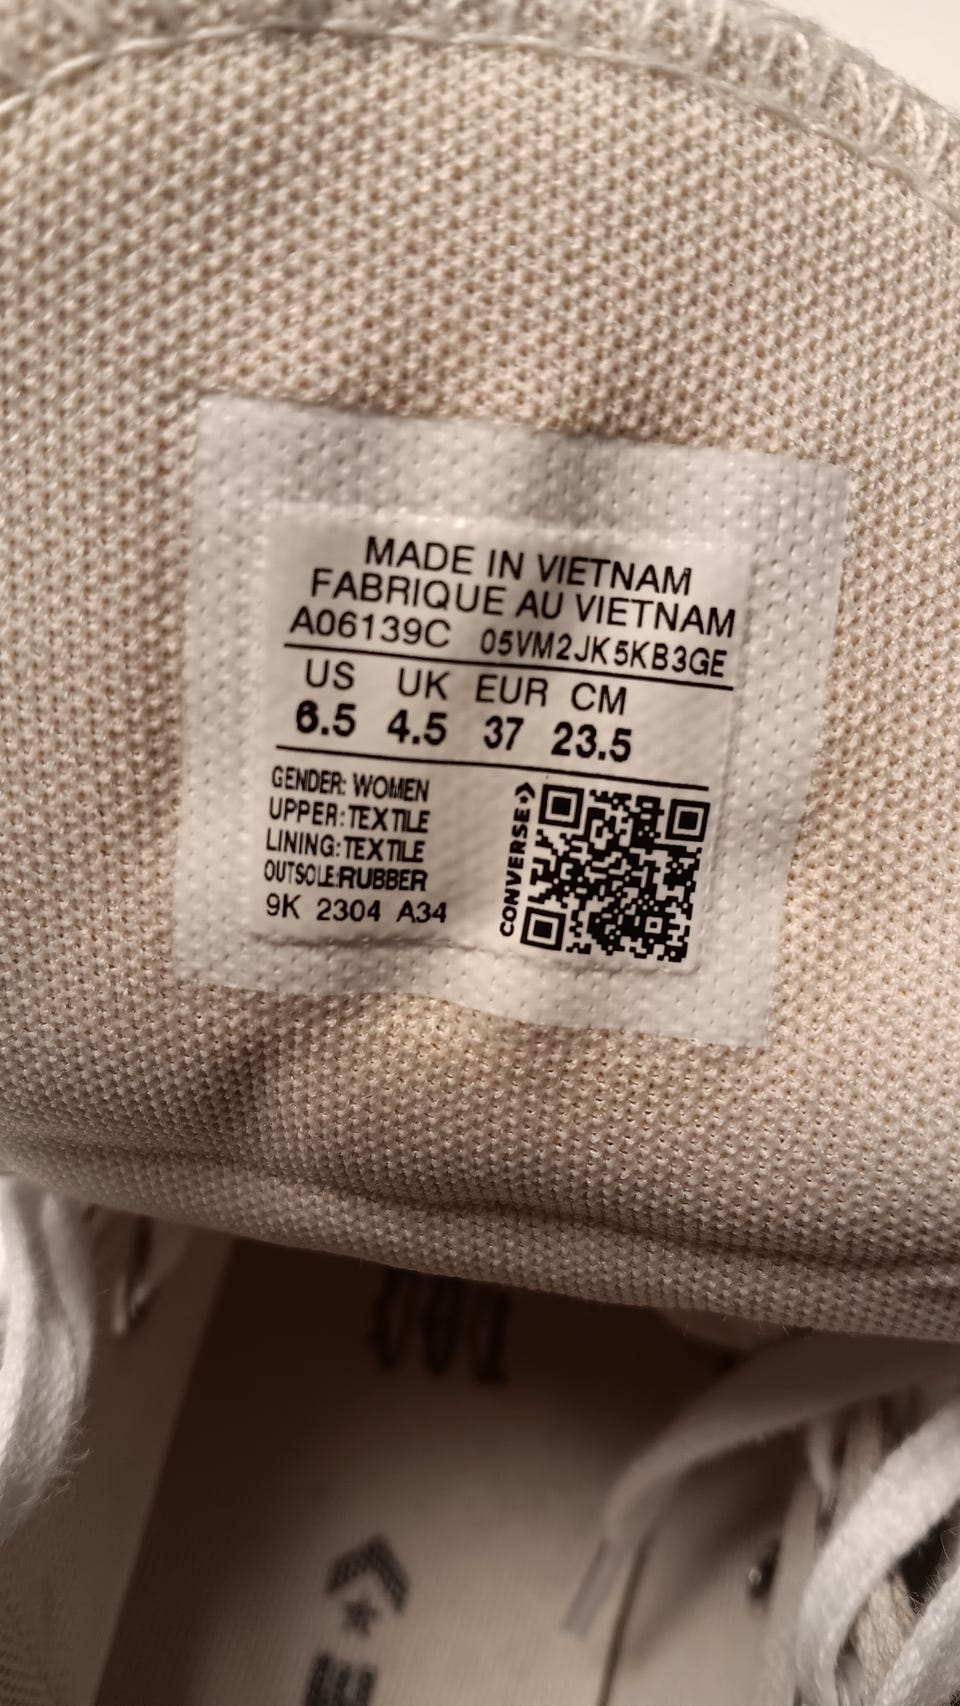 MADE IN VIETNAM
FABRIQUE AU VIETNAM
A06139C 05VM2JK5KB3GE
US UK EUR CM
6.5 4.5 37 23.5
GENDER: WOMEN
UPPER:TEXTILE
LINING:TEXTILE
OUTSOLE:RUBBER
9K 2304 A34
CONVERSE